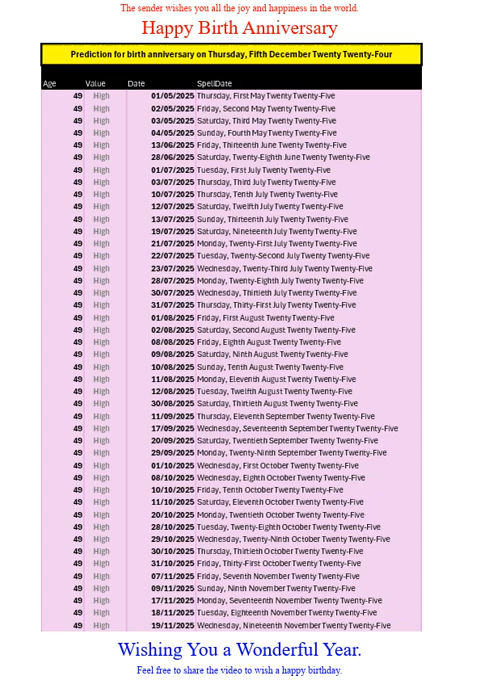 The sender wishes you all the joy and happiness in the world.
Happy Birth Anniversary
Prediction for birth anniversary on Thursday, Fifth December Twenty Twenty-Four
Age Value Date SpellDate
49 High 01/05/2025 Thursday, First May Twenty Twenty-Five
49 High 02/05/2025 Friday, Second May Twenty Twenty-Five
49 High 03/05/2025 Saturday, Third May Twenty Twenty-Five
49 High 04/05/2025 Sunday, Fourth May Twenty Twenty-Five
49 High 13/06/2025 Friday, Thirteenth June Twenty Twenty-Five
49 High 28/06/2025 Saturday, Twenty-Eighth June Twenty Twenty-Five
49 High 01/07/2025 Tuesday, First July Twenty Twenty-Five
49 High 03/07/2025 Thursday, Third July Twenty Twenty-Five
49 High 10/07/2025 Thursday, Tenth July Twenty Twenty-Five
49 High 12/07/2025 Saturday, Twelfth July Twenty Twenty-Five
49 High 13/07/2025 Sunday, Thirteenth July Twenty Twenty-Five
49 High 19/07/2025 Saturday, Nineteenth July Twenty Twenty-Five
49 High 21/07/2025 Monday, Twenty-First July Twenty Twenty-Five
49 High 22/07/2025 Tuesday, Twenty-Second July Twenty Twenty-Five
49 High 23/07/2025 Wednesday, Twenty-Third July Twenty Twenty-Five
49 High 28/07/2025 Monday, Twenty-Eighth July Twenty Twenty-Five
49 High 30/07/2025 Wednesday, Thirtieth July Twenty Twenty-Five
49 High 31/07/2025 Thursday, Thirty-First July Twenty Twenty-Five
49 High 01/08/2025 Friday, First August Twenty Twenty-Five
49 High 02/08/2025 Saturday, Second August Twenty Twenty-Five
49 High 08/08/2025 Friday, Eighth August Twenty Twenty-Five
49 High 09/08/2025 Saturday, Ninth August Twenty Twenty-Five
49 High 10/08/2025 Sunday, Tenth August Twenty Twenty-Five
49 High 11/08/2025 Monday, Eleventh August Twenty Twenty-Five
49 High 12/08/2025 Tuesday, Twelfth August Twenty Twenty-Five
49 High 30/08/2025 Saturday, Thirtieth August Twenty Twenty-Five
49 High 11/09/2025 Thursday, Eleventh September Twenty Twenty-Five
49 High 17/09/2025 Wednesday, Seventeenth September Twenty Twenty-Five
49 High 20/09/2025 Saturday, Twentieth September Twenty Twenty-Five
49 High 29/09/2025 Monday, Twenty-Ninth September Twenty Twenty-Five
49 High 01/10/2025 Wednesday, First October Twenty Twenty-Five
49 High 08/10/2025 Wednesday, Eighth October Twenty Twenty-Five
49 High 10/10/2025 Friday, Tenth October Twenty Twenty-Five
49 High 11/10/2025 Saturday, Eleventh October Twenty Twenty-Five
49 High 20/10/2025 Monday, Twentieth October Twenty Twenty-Five
49 High 28/10/2025 Tuesday, Twenty-Eighth October Twenty Twenty-Five
49 High 29/10/2025 Wednesday, Twenty-Ninth October Twenty Twenty-Five
49 High 30/10/2025 Thursday, Thirtieth October Twenty Twenty-Five
49 High 31/10/2025 Friday, Thirty-First October Twenty Twenty-Five
49 High 07/11/2025 Friday, Seventh November Twenty Twenty-Five
49 High 09/11/2025 Sunday, Ninth November Twenty Twenty-Five
49 High 17/11/2025 Monday, Seventeenth November Twenty Twenty-Five
49 High 18/11/2025 Tuesday, Eighteenth November Twenty Twenty-Five
49 High 19/11/2025 Wednesday, Nineteenth November Twenty Twenty-Five
Wishing You a Wonderful Year.
Feel free to share the video to wish a happy birthday.